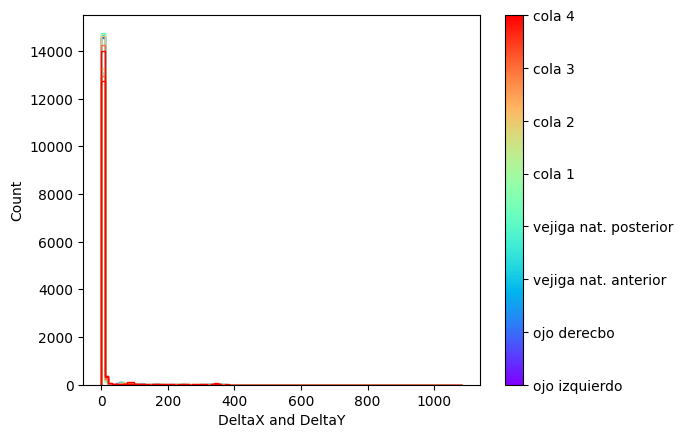 14000
12000
10000
8000
6000
4000
2000
0
Count
0
200
400
600
800
1000
DeltaX and DeltaY
cola 4
cola 3
cola 2
cola 1
vejiga nat. posterior
vejiga nat. anterior
ojo derecbo
ojo izquierdo